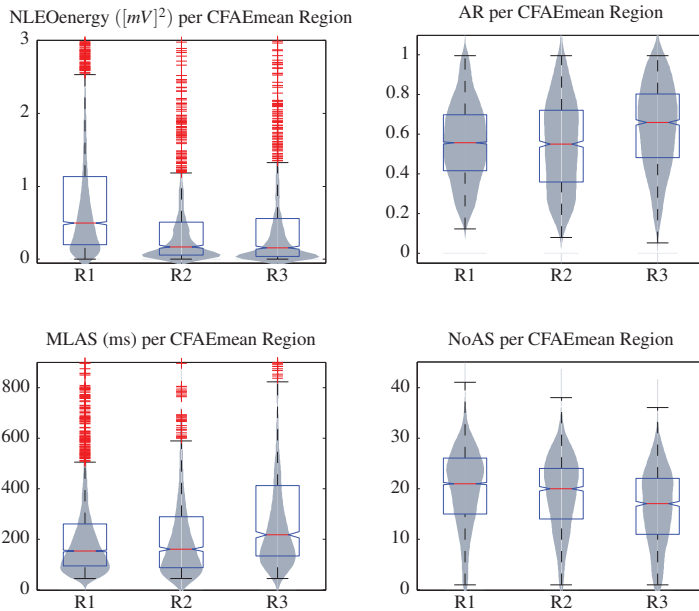 NLEOenergy ([mV]²) per CFAEmean Region
3
2
1
0
R1 R2 R3
AR per CFAEmean Region
1
0.8
0.6
0.4
0.2
0
R1 R2 R3
MLAS (ms) per CFAEmean Region
800
600
400
200
0
R1 R2 R3
NoAS per CFAEmean Region
40
30
20
10
0
R1 R2 R3